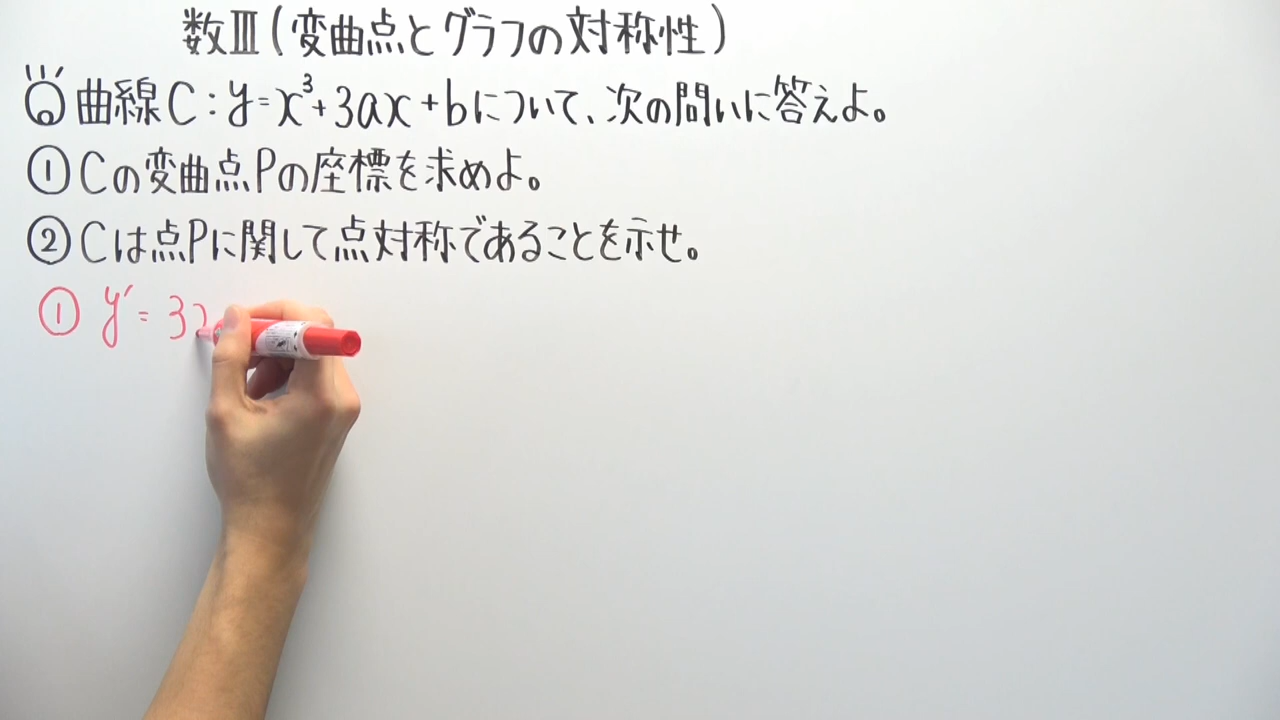 数Ⅲ(変曲点とグラフの対称性)
曲線C:y=x³+3ax+bについて、次の問いに答えよ。
①Cの変曲点Pの座標を求めよ。
②Cは点Pに関して点対称であることを示せ。
① y′= 3